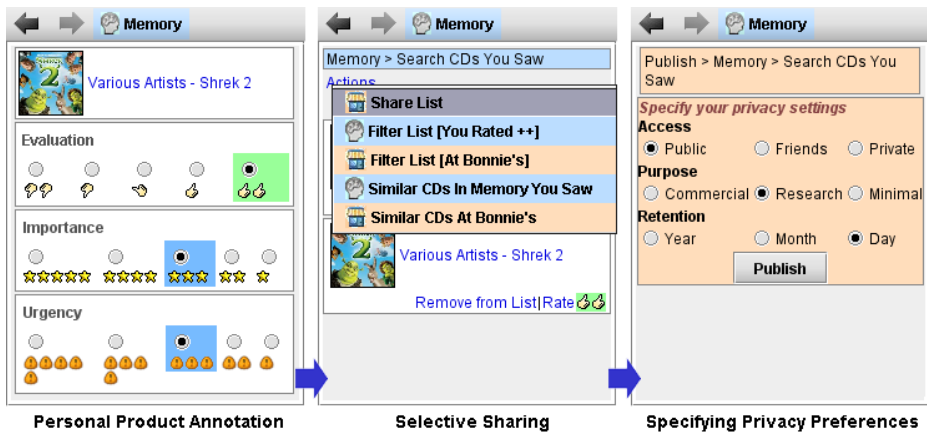 Memory
Various Artists - Shrek 2
Evaluation
Importance
Urgency
Personal Product Annotation
Memory
Memory > Search CDs You Saw
Actions
Share List
Filter List [You Rated ++]
Filter List [At Bonnie's]
Similar CDs In Memory You Saw
Similar CDs At Bonnie's
Various Artists - Shrek 2
Remove from List|Rate
Selective Sharing
Memory
Publish > Memory > Search CDs You
Saw
Specify your privacy settings
Access
Public Friends Private
Purpose
Commercial Research Minimal
Retention
Year Month Day
Publish
Specifying Privacy Preferences